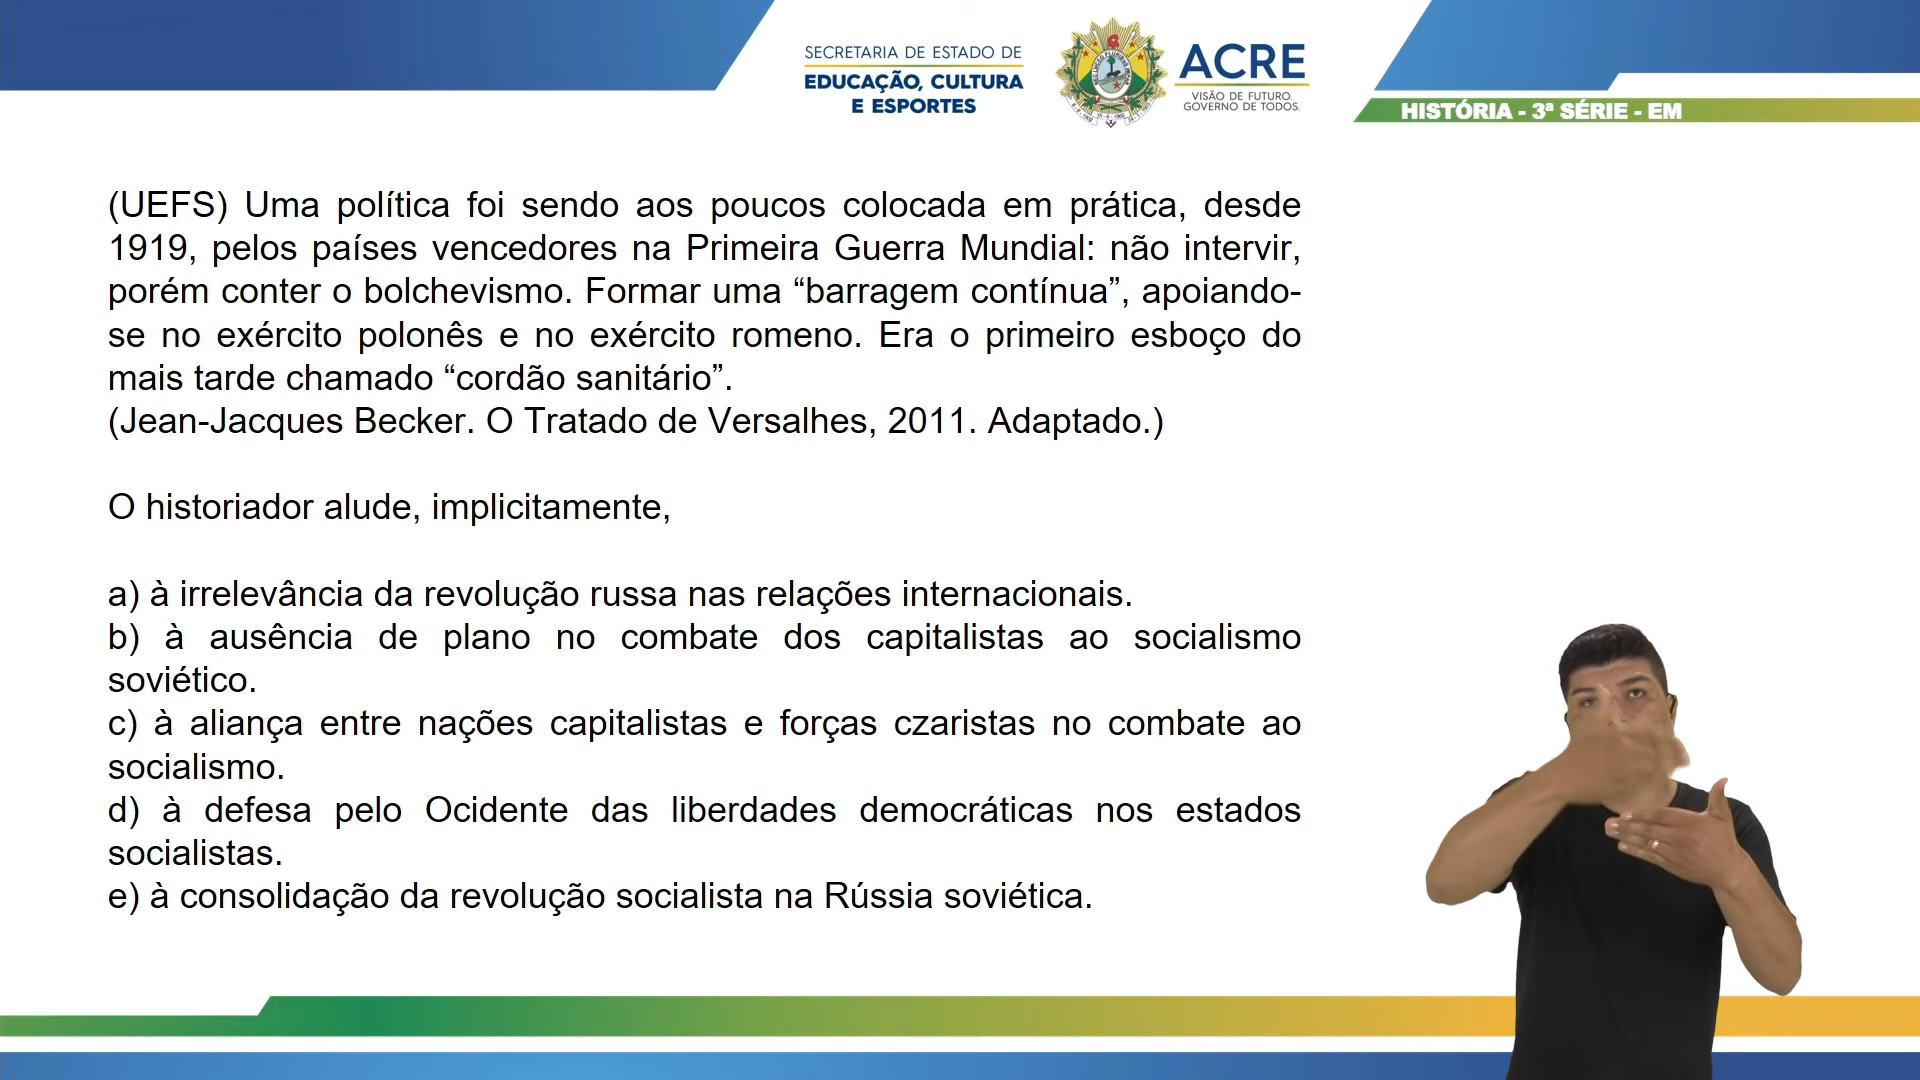 SECRETARIA DE ESTADO DE
EDUCAÇÃO, CULTURA
E ESPORTES
ACRE
VISÃO DE FUTURO.
GOVERNO DE TODOS.
HISTÓRIA - 3ª SÉRIE - EM
(UEFS) Uma política foi sendo aos poucos colocada em prática, desde
1919, pelos países vencedores na Primeira Guerra Mundial: não intervir,
porém conter o bolchevismo. Formar uma “barragem contínua”, apoiando-
se no exército polonês e no exército romeno. Era o primeiro esboço do
mais tarde chamado “cordão sanitário”.
(Jean-Jacques Becker. O Tratado de Versalhes, 2011. Adaptado.)
O historiador alude, implicitamente,
a) à irrelevância da revolução russa nas relações internacionais.
b) à ausência de plano no combate dos capitalistas ao socialismo
soviético.
c) à aliança entre nações capitalistas e forças czaristas no combate ao
socialismo.
d) à defesa pelo Ocidente das liberdades democráticas nos estados
socialistas.
e) à consolidação da revolução socialista na Rússia soviética.